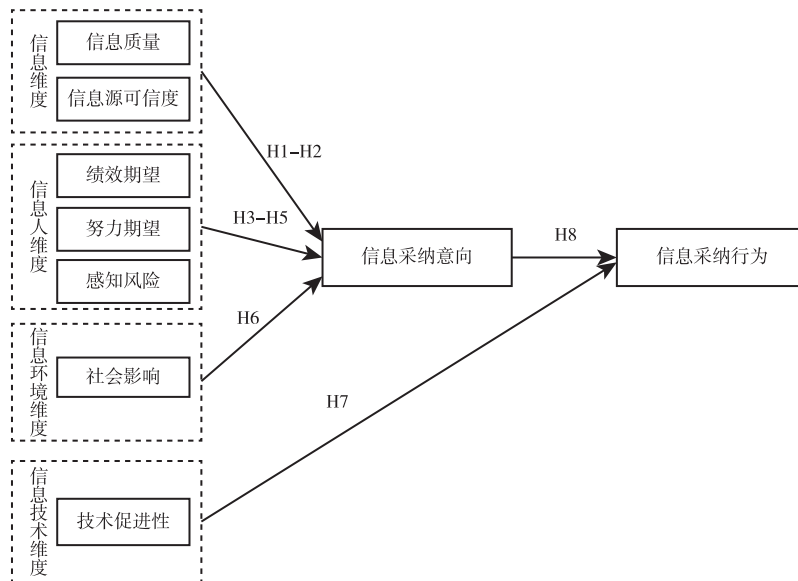 信息维度
信息质量
信息源可信度
H1-H2
信息人维度
绩效期望
努力期望
感知风险
H3-H5
信息采纳意向
H8
信息采纳行为
信息环境维度
社会影响
H6
H7
信息技术维度
技术促进性